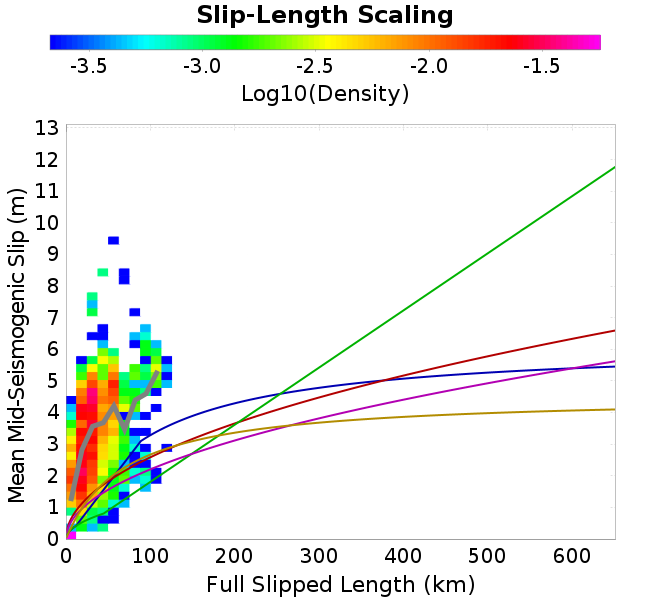 Slip-Length Scaling
-3.5 -3.0 -2.5 -2.0 -1.5
Log10(Density)
13
12
11
10
9
8
7
6
5
4
3
2
1
0
Mean Mid-Seismogenic Slip (m)
0 100 200 300 400 500 600
Full Slipped Length (km)